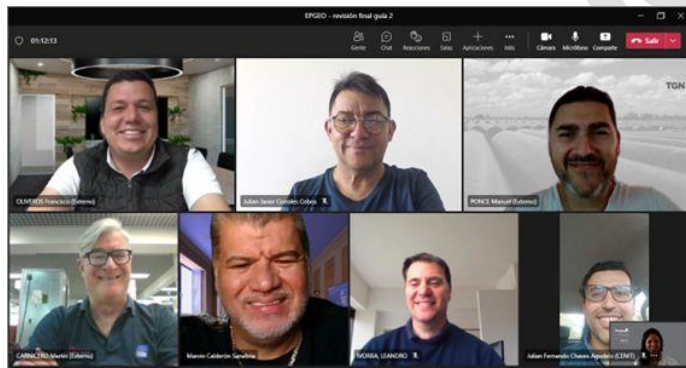 EPGEO - revisión final guía 2
01:12:13
Gente
Chat
Reacciones
Salas
Aplicaciones
Más
Cámara
Micrófono
Compartir
Salir
TGN
OLIVEROS Francisco (Externo)
Julian Javier Corrales Cobos
PONCE Manuel (Externo)
CARNICERO Martin (Externo)
Marvin Calderón Sanabria
IVORRA, LEANDRO
Julian Fernando Chaves Agudelo (CENIT)